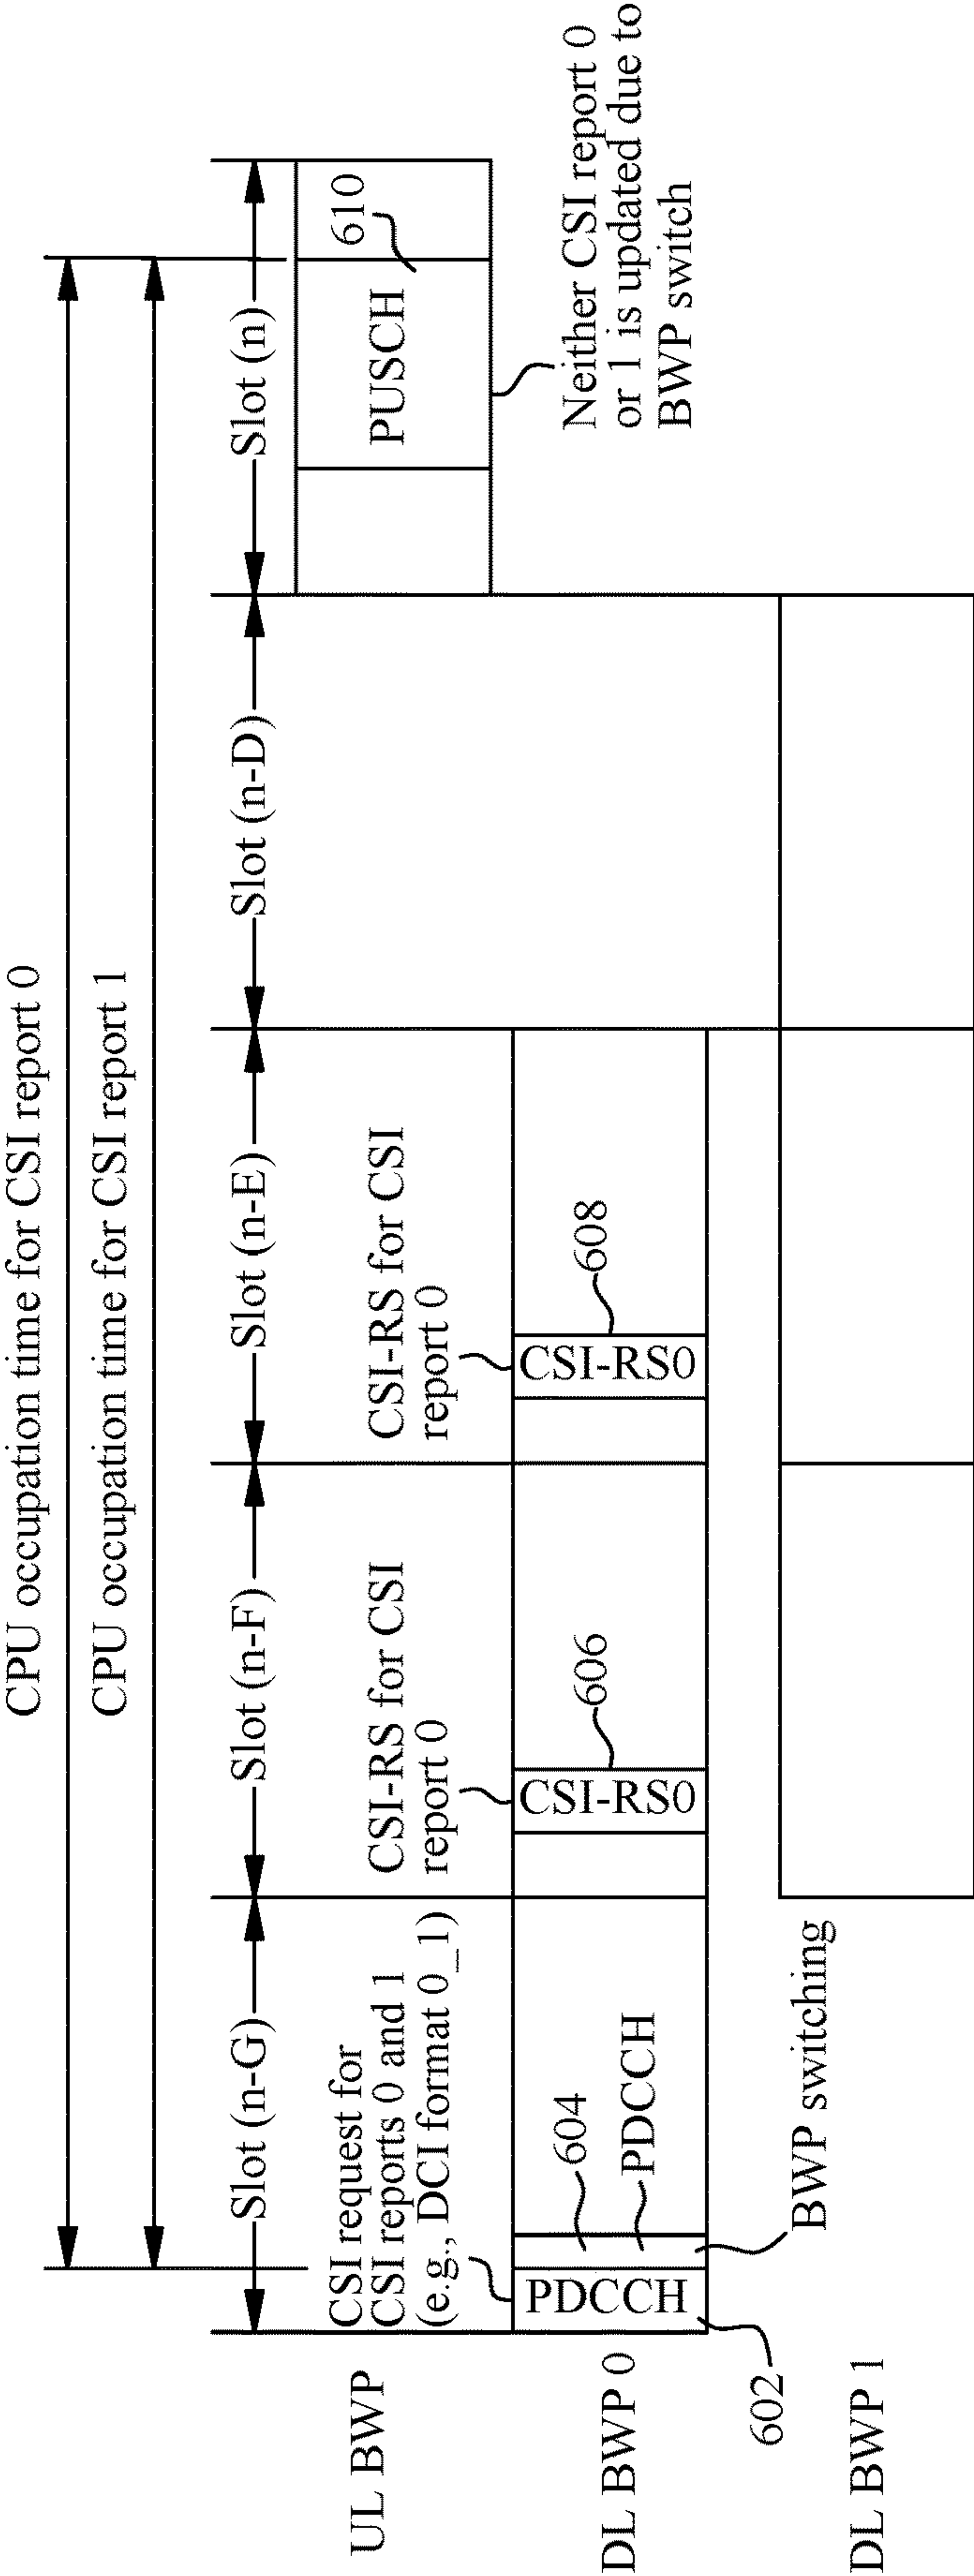 CPU occupation time for CSI report 0
CPU occupation time for CSI report 1
Slot (n-G)
Slot (n-F)
Slot (n-E)
Slot (n-D)
Slot (n)
UL BWP
CSI request for
CSI reports 0 and 1
(e.g., DCI format 0_1)
CSI-RS for CSI
report 0
CSI-RS for CSI
report 0
PUSCH
610
DL BWP 0
PDCCH
604
PDCCH
CSI-RS0
606
CSI-RS0
608
Neither CSI report 0
or 1 is updated due to
BWP switch
602
BWP switching
DL BWP 1